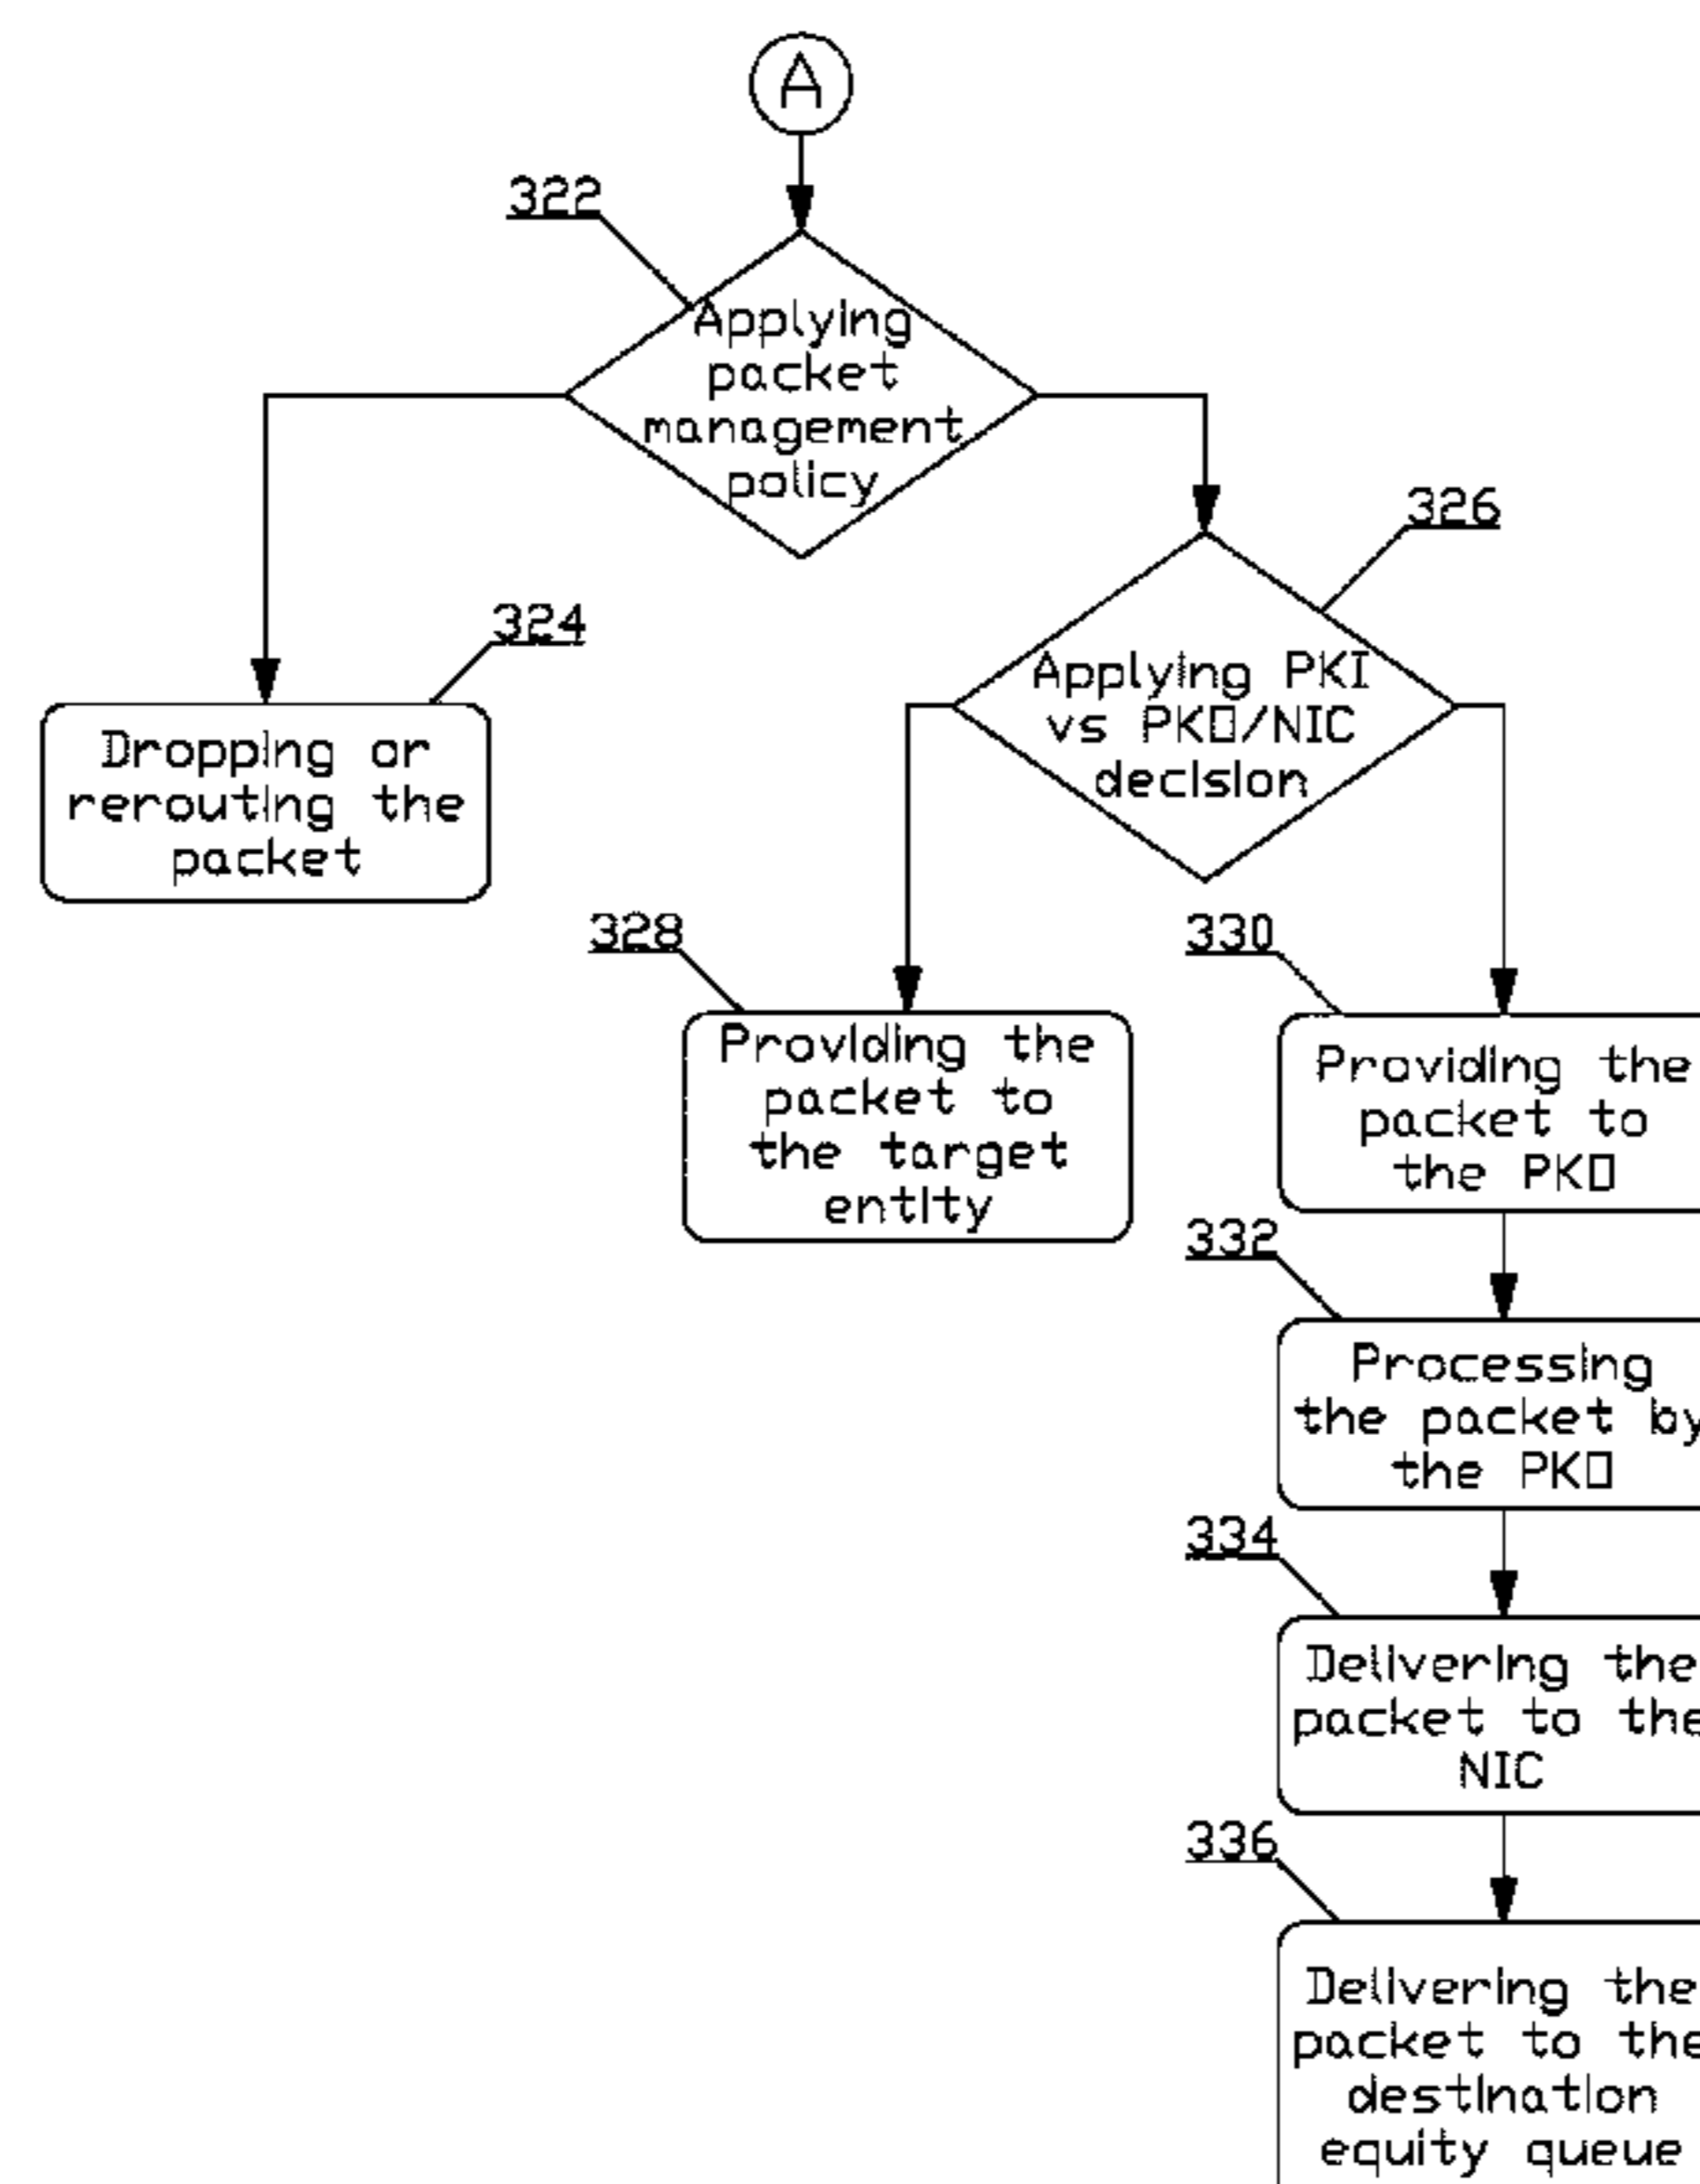 A
322
Applying
packet
management
policy
326
324
Applying PKI
vs PKO/NIC
decision
Dropping or
rerouting the
packet
328
330
Providing the
packet to
the target
entity
Providing the
packet to
the PKO
332
Processing
the packet by
the PKO
334
Delivering the
packet to the
NIC
336
Delivering the
packet to the
destination
equity queue